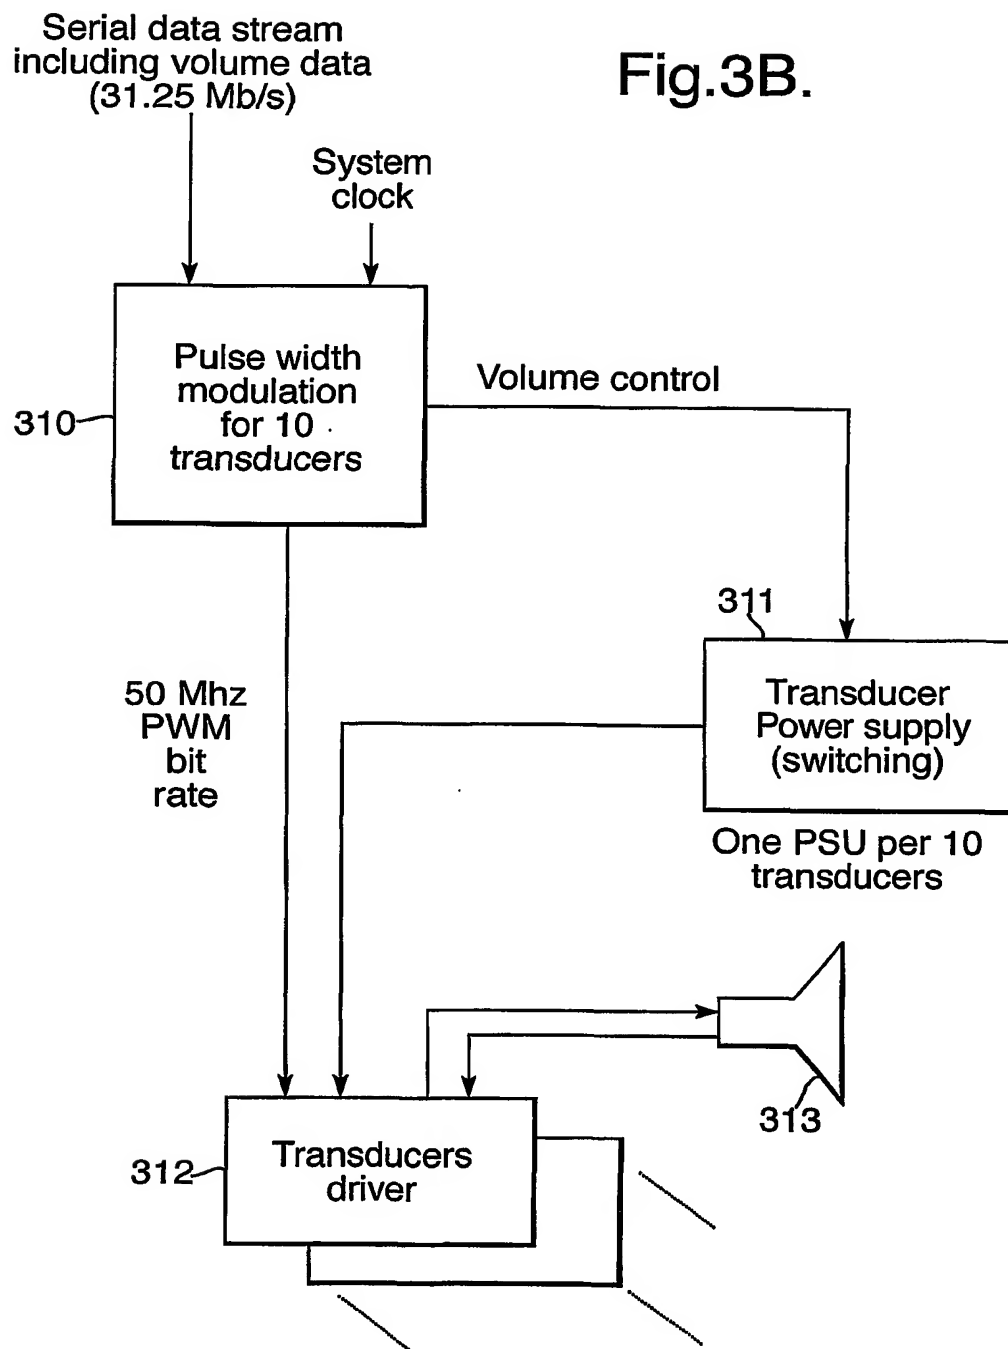 Serial data stream
including volume data
(31.25 Mb/s)
Fig.3B.
System
clock
Pulse width
modulation
for 10
transducers
310
Volume control
311
Transducer
Power supply
(switching)
One PSU per 10
transducers
50 Mhz
PWM
bit
rate
313
312
Transducers
driver